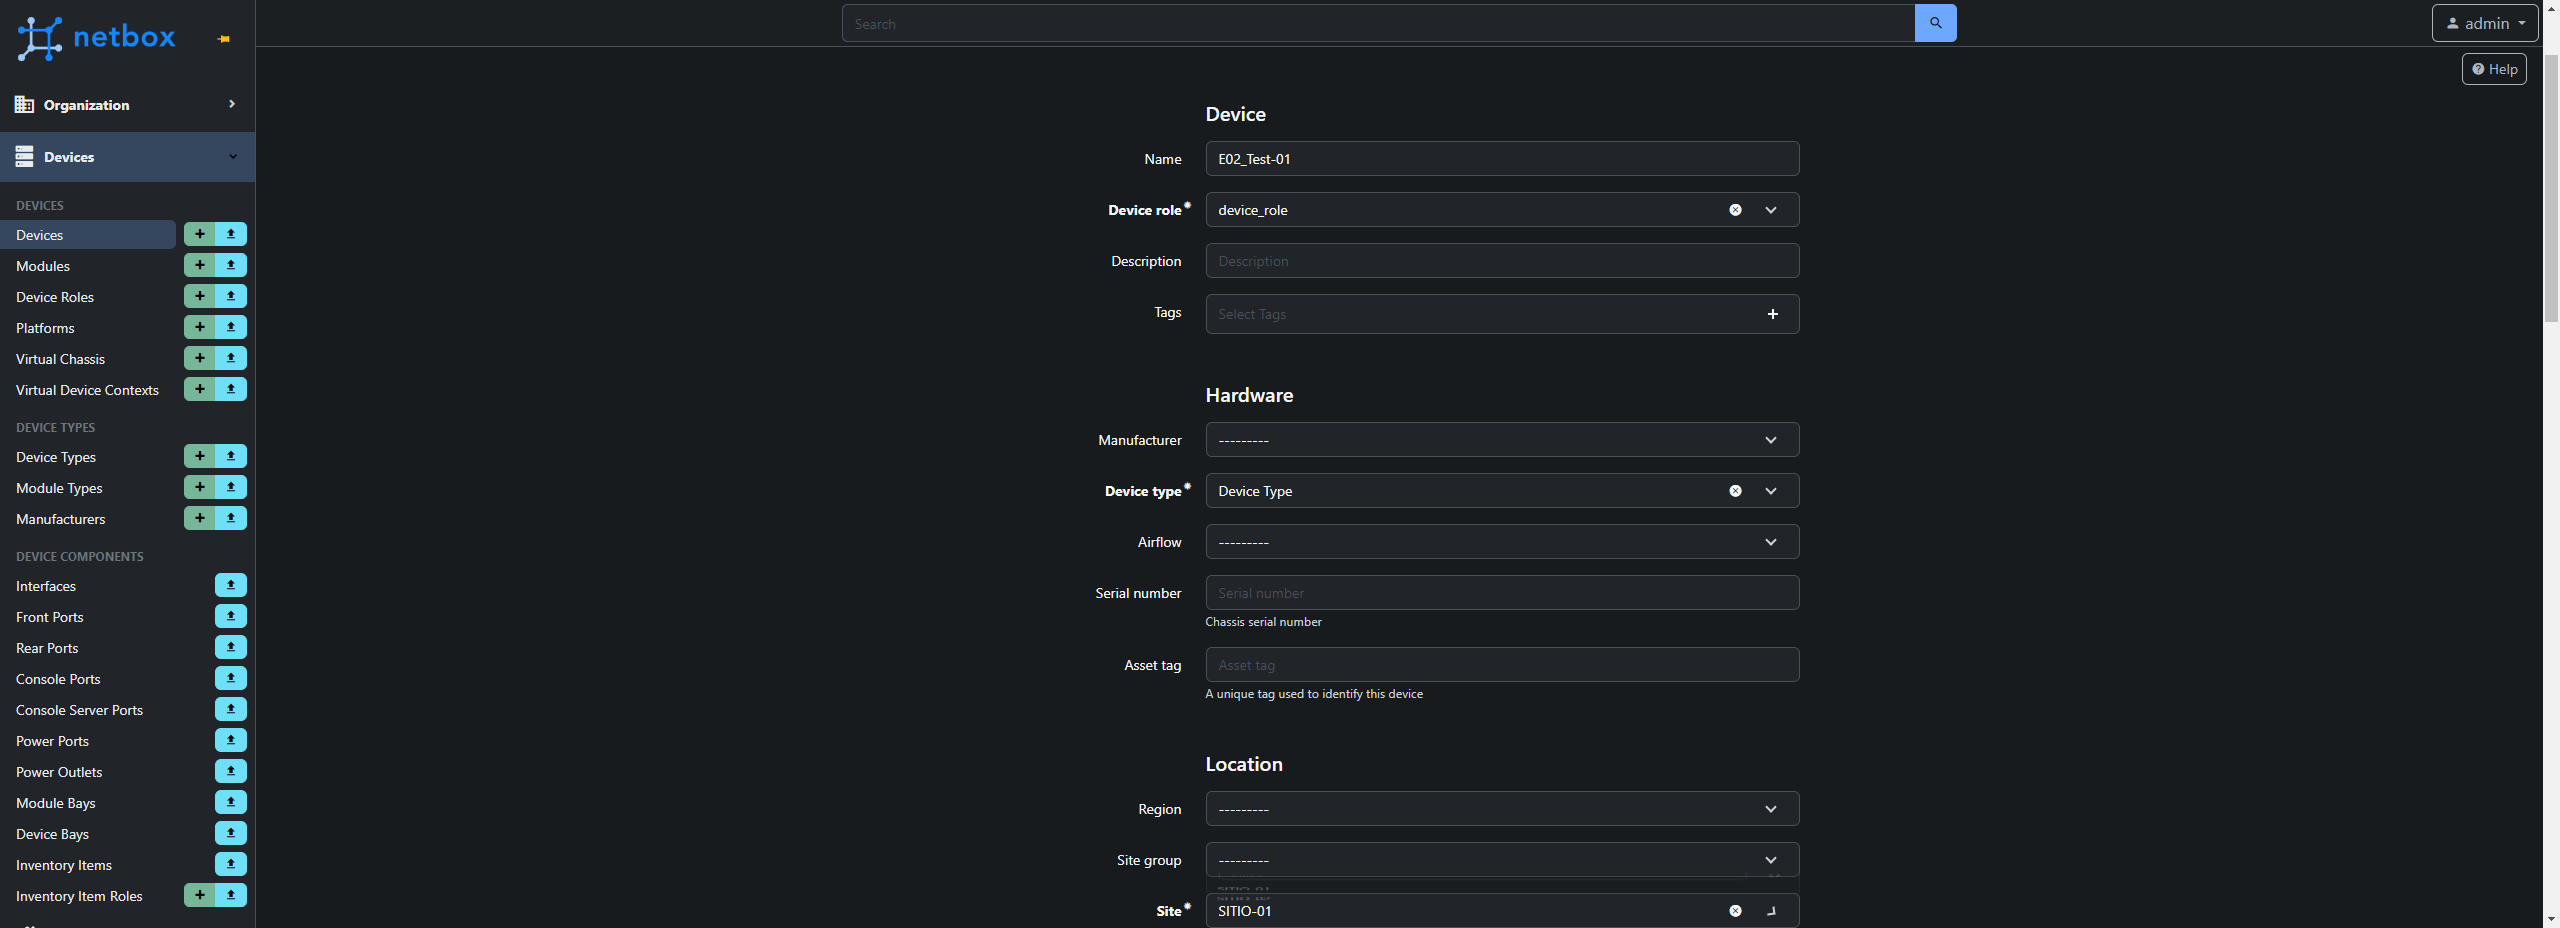 netbox
Search
admin
Help
Organization
Devices
DEVICES
Devices
Modules
Device Roles
Platforms
Virtual Chassis
Virtual Device Contexts
DEVICE TYPES
Device Types
Module Types
Manufacturers
DEVICE COMPONENTS
Interfaces
Front Ports
Rear Ports
Console Ports
Console Server Ports
Power Ports
Power Outlets
Module Bays
Device Bays
Inventory Items
Inventory Item Roles
Device
Name E02_Test-01
Device role* device_role
Description Description
Tags Select Tags
Hardware
Manufacturer ---------
Device type* Device Type
Airflow ---------
Serial number Serial number
Chassis serial number
Asset tag Asset tag
A unique tag used to identify this device
Location
Region ---------
Site group ---------
Site* SITIO-01